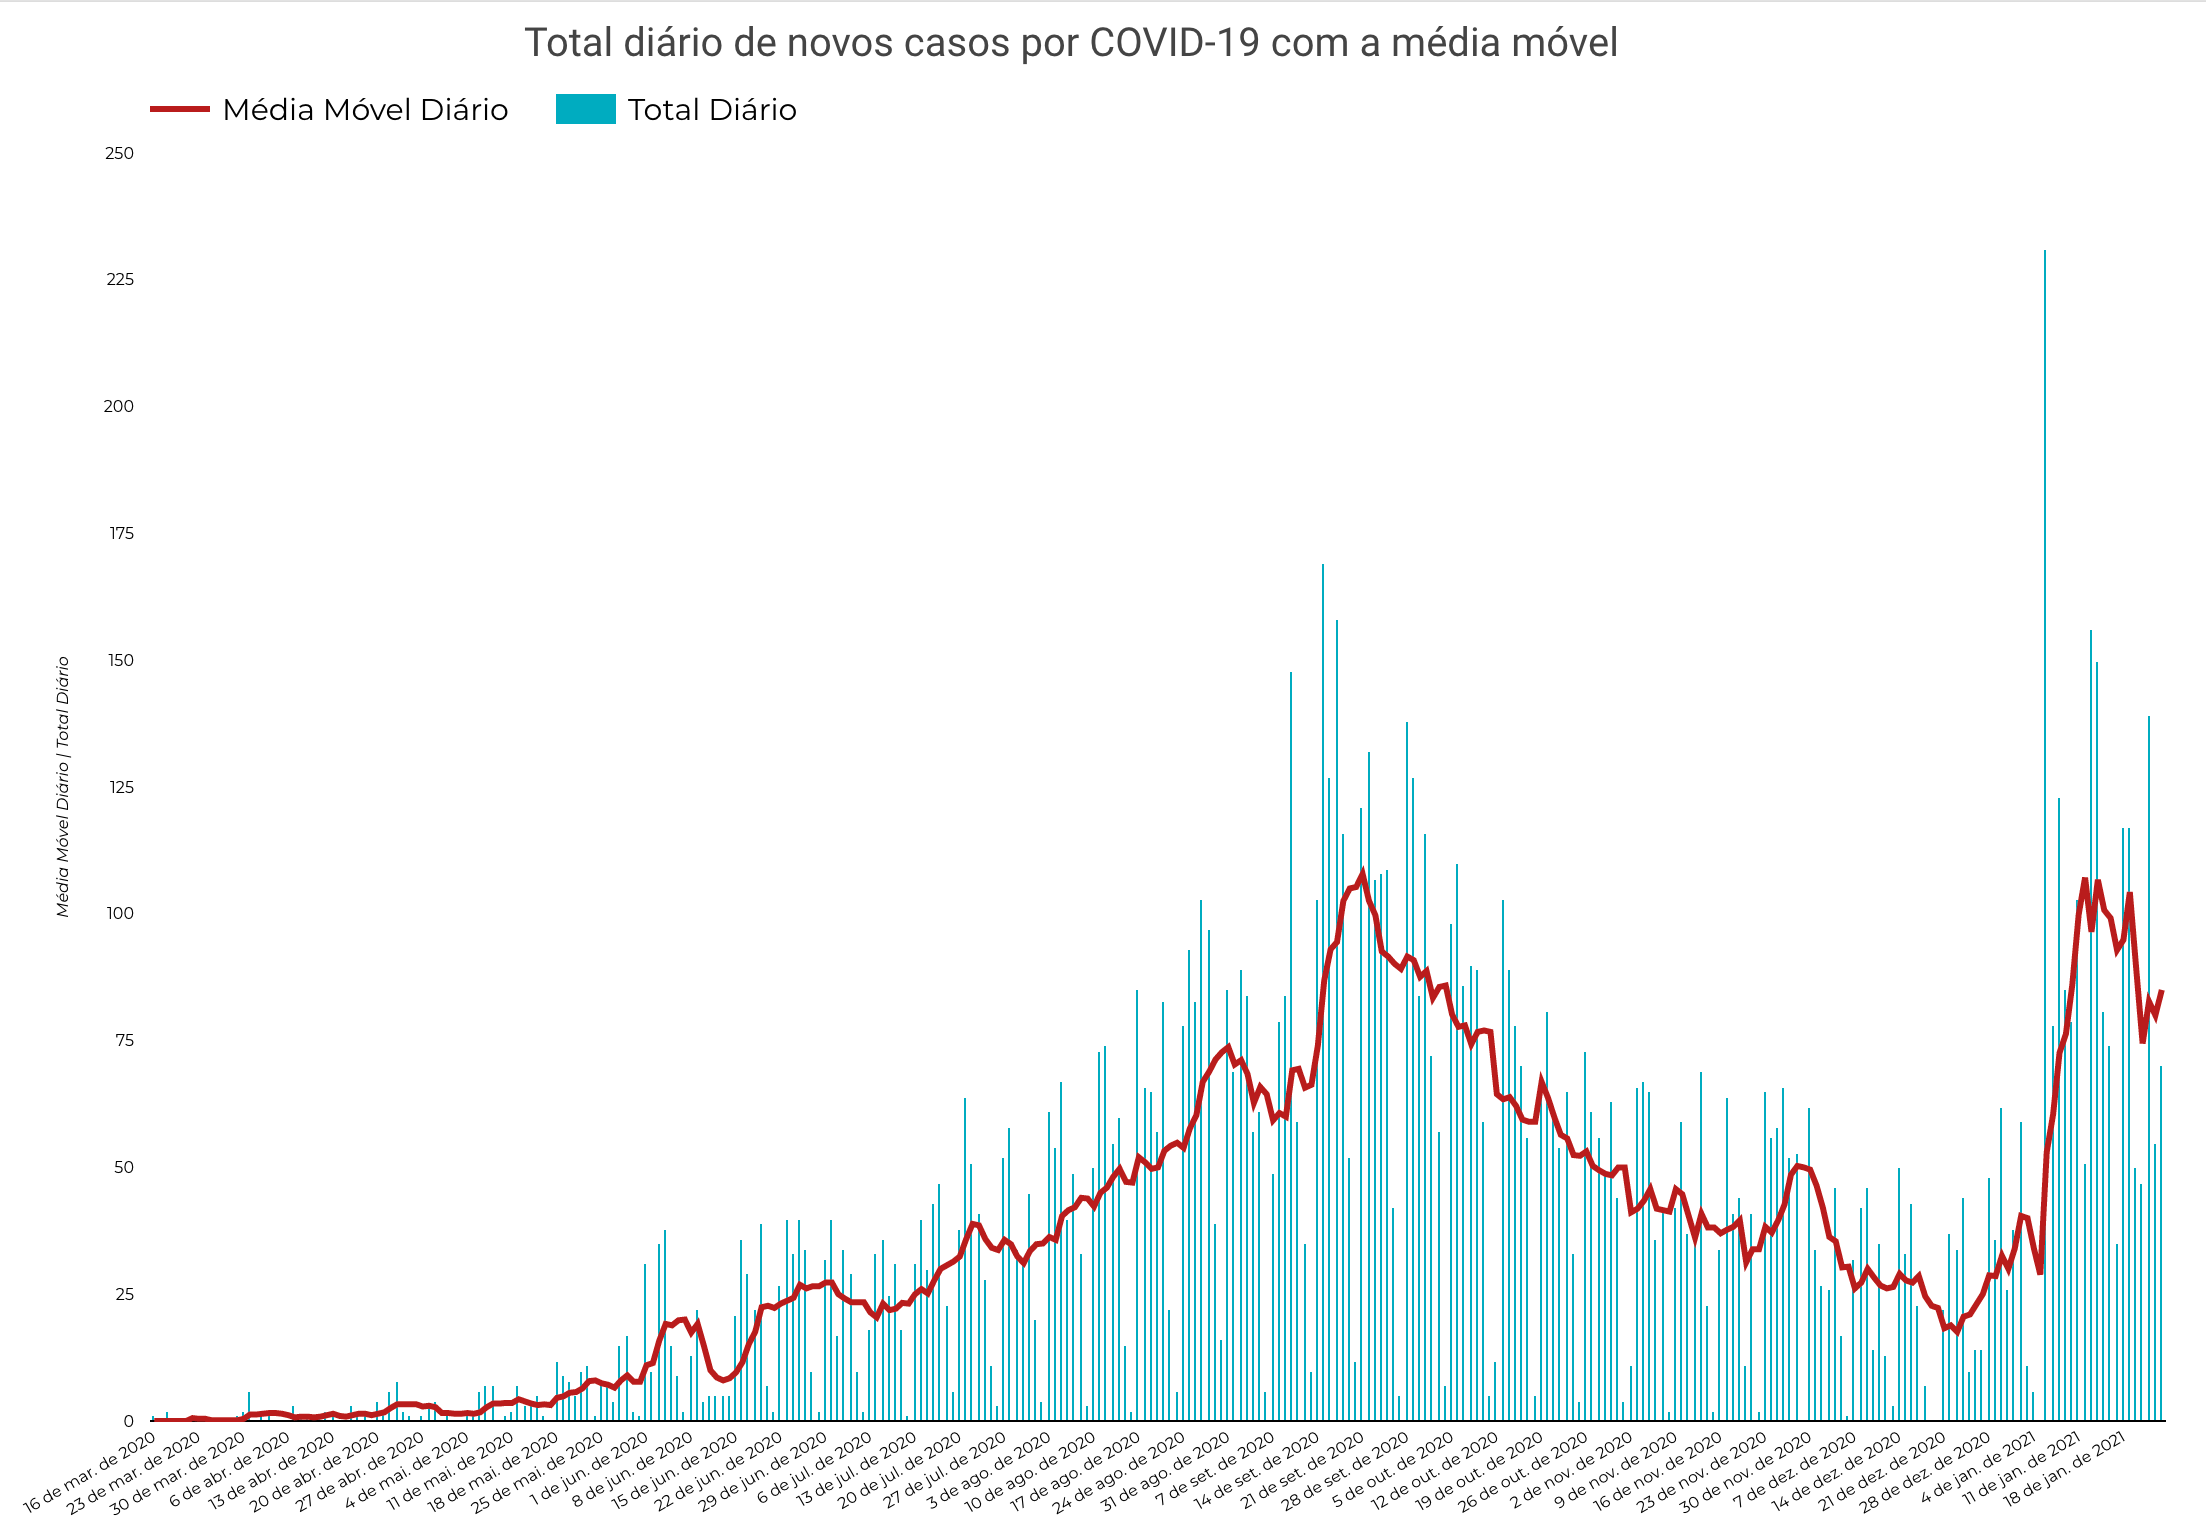 Total diário de novos casos por COVID-19 com a média móvel
Média Móvel Diário
Total Diário
250
225
200
175
150
125
100
75
50
25
0
Média Móvel Diário | Total Diário
16 de mar. de 2020
23 de mar. de 2020
30 de mar. de 2020
6 de abr. de 2020
13 de abr. de 2020
20 de abr. de 2020
27 de abr. de 2020
4 de mai. de 2020
11 de mai. de 2020
18 de mai. de 2020
25 de mai. de 2020
1 de jun. de 2020
8 de jun. de 2020
15 de jun. de 2020
22 de jun. de 2020
29 de jun. de 2020
6 de jul. de 2020
13 de jul. de 2020
20 de jul. de 2020
27 de jul. de 2020
3 de ago. de 2020
10 de ago. de 2020
17 de ago. de 2020
24 de ago. de 2020
31 de ago. de 2020
7 de set. de 2020
14 de set. de 2020
21 de set. de 2020
28 de set. de 2020
5 de out. de 2020
12 de out. de 2020
19 de out. de 2020
26 de out. de 2020
2 de nov. de 2020
9 de nov. de 2020
16 de nov. de 2020
23 de nov. de 2020
30 de nov. de 2020
7 de dez. de 2020
14 de dez. de 2020
21 de dez. de 2020
28 de dez. de 2020
4 de jan. de 2021
11 de jan. de 2021
18 de jan. de 2021